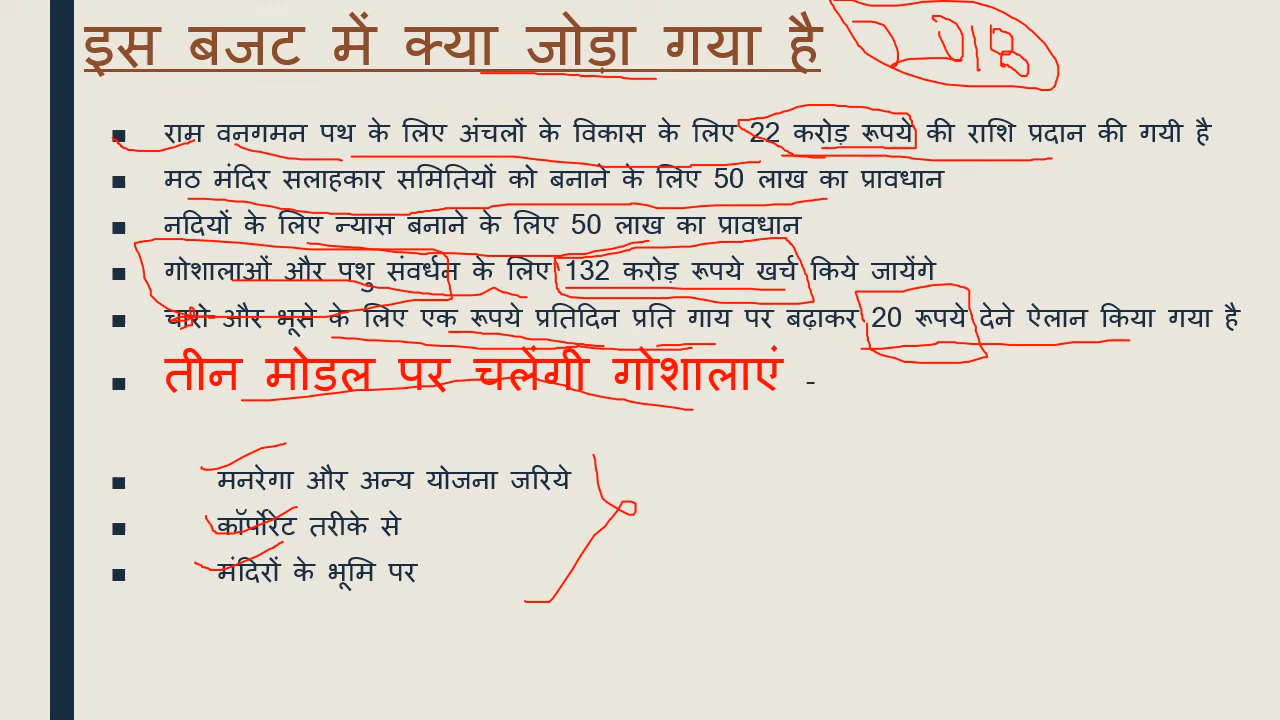 इस बजट में क्या जोड़ा गया है
■ राम वनगमन पथ के लिए अंचलों के विकास के लिए 22 करोड़ रूपये की राशि प्रदान की गयी है
■ मठ मंदिर सलाहकार समितियों को बनाने के लिए 50 लाख का प्रावधान
■ नदियों के लिए न्यास बनाने के लिए 50 लाख का प्रावधान
■ गोशालाओं और पशु संवर्धन के लिए 132 करोड़ रूपये खर्च किये जायेंगे
■ चारो और भूसे के लिए एक रूपये प्रतिदिन प्रति गाय पर बढ़ाकर 20 रूपये देने ऐलान किया गया है
■ तीन मोडल पर चलेंगी गोशालाएं -
■ मनरेगा और अन्य योजना जरिये
■ कॉर्पोरेट तरीके से
■ मंदिरों के भूमि पर